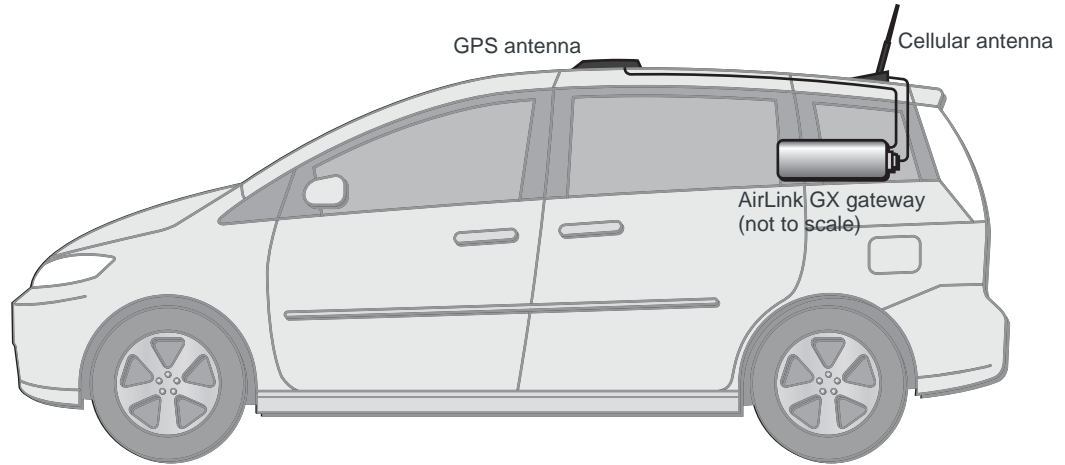 GPS antenna
Cellular antenna
AirLink GX gateway
(not to scale)